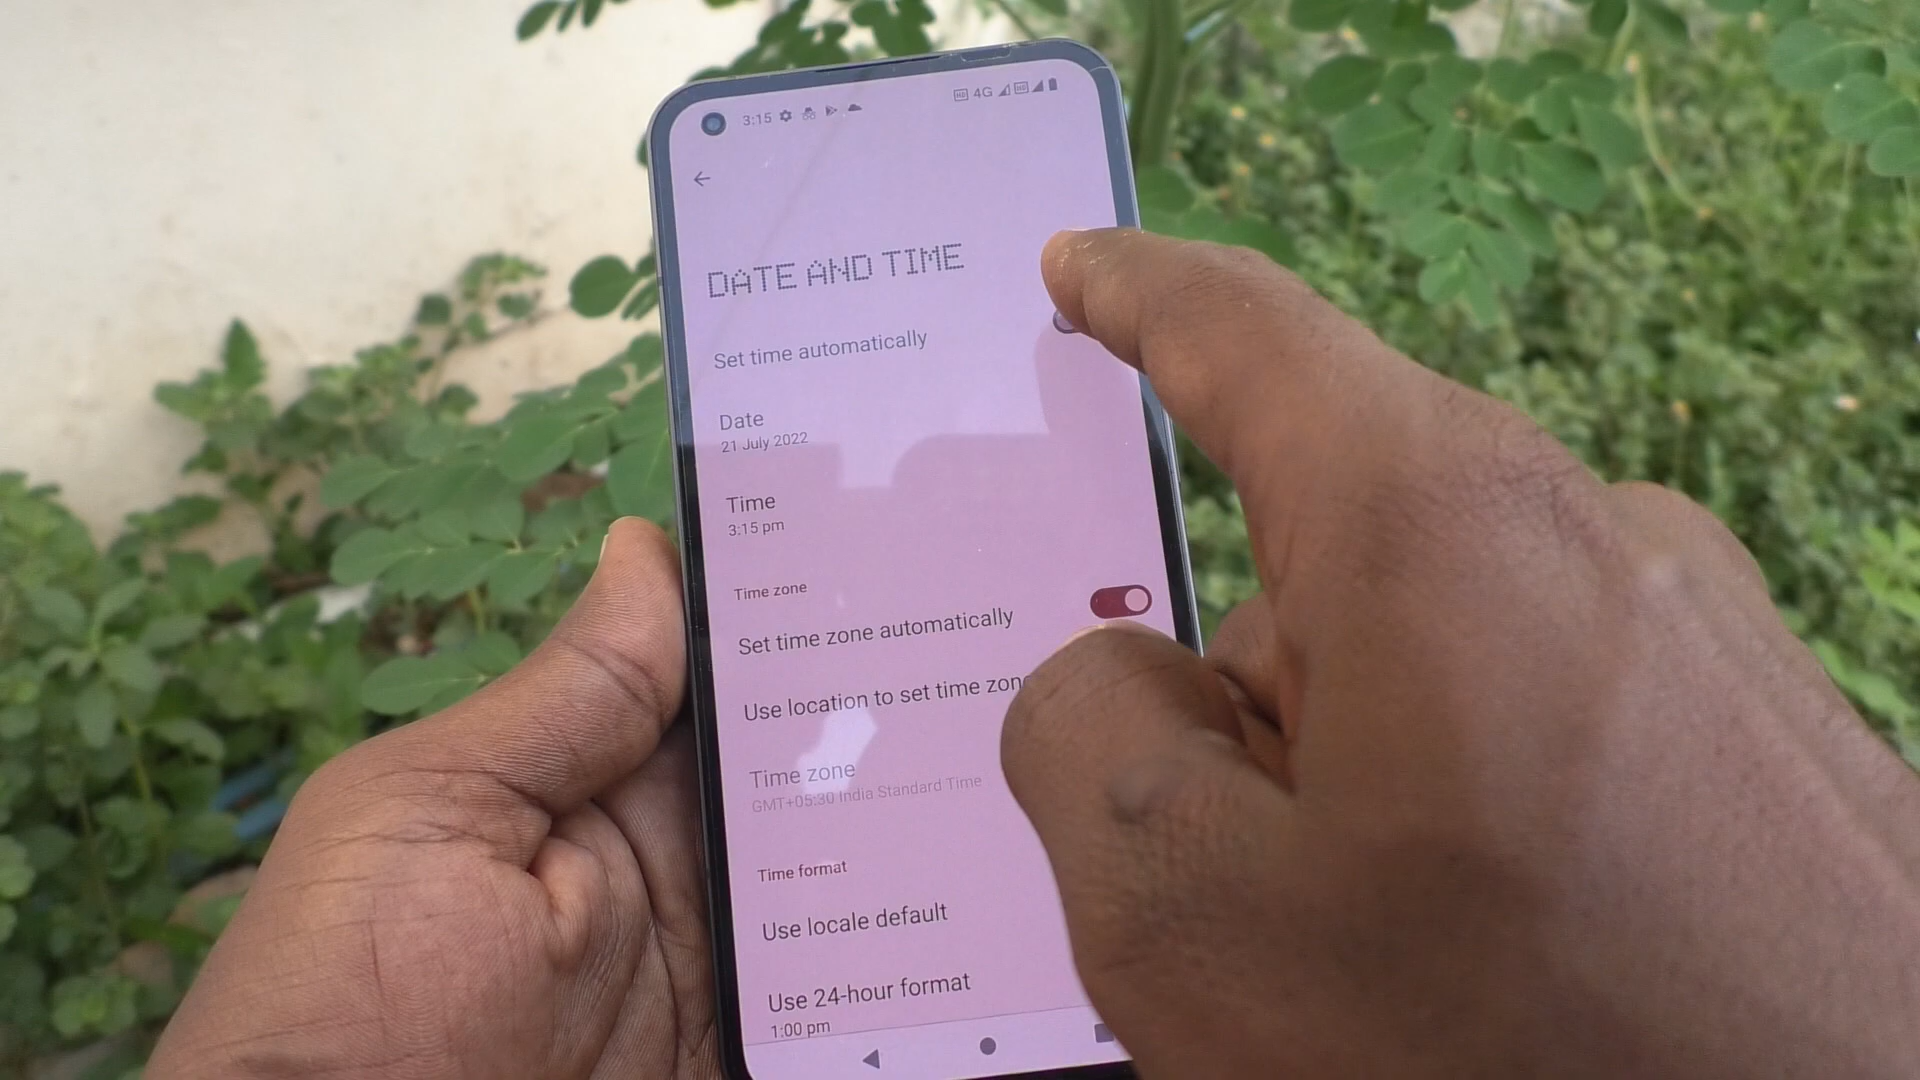 3:15
4G
DATE AND TIME
Set time automatically
Date
21 July 2022
Time
3:15 pm
Time zone
Set time zone automatically
Use location to set time zone
Time zone
GMT+05:30 India Standard Time
Time format
Use locale default
Use 24-hour format
1:00 pm